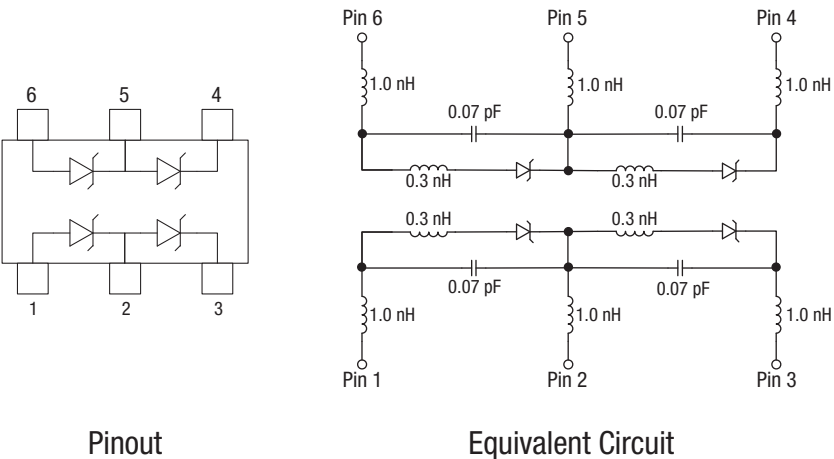 Pin 6 Pin 5 Pin 4
6 5 4
1.0 nH 1.0 nH 1.0 nH
0.07 pF 0.07 pF
0.3 nH 0.3 nH
0.3 nH 0.3 nH
0.07 pF 0.07 pF
1 2 3
1.0 nH 1.0 nH 1.0 nH
Pin 1 Pin 2 Pin 3
Pinout Equivalent Circuit